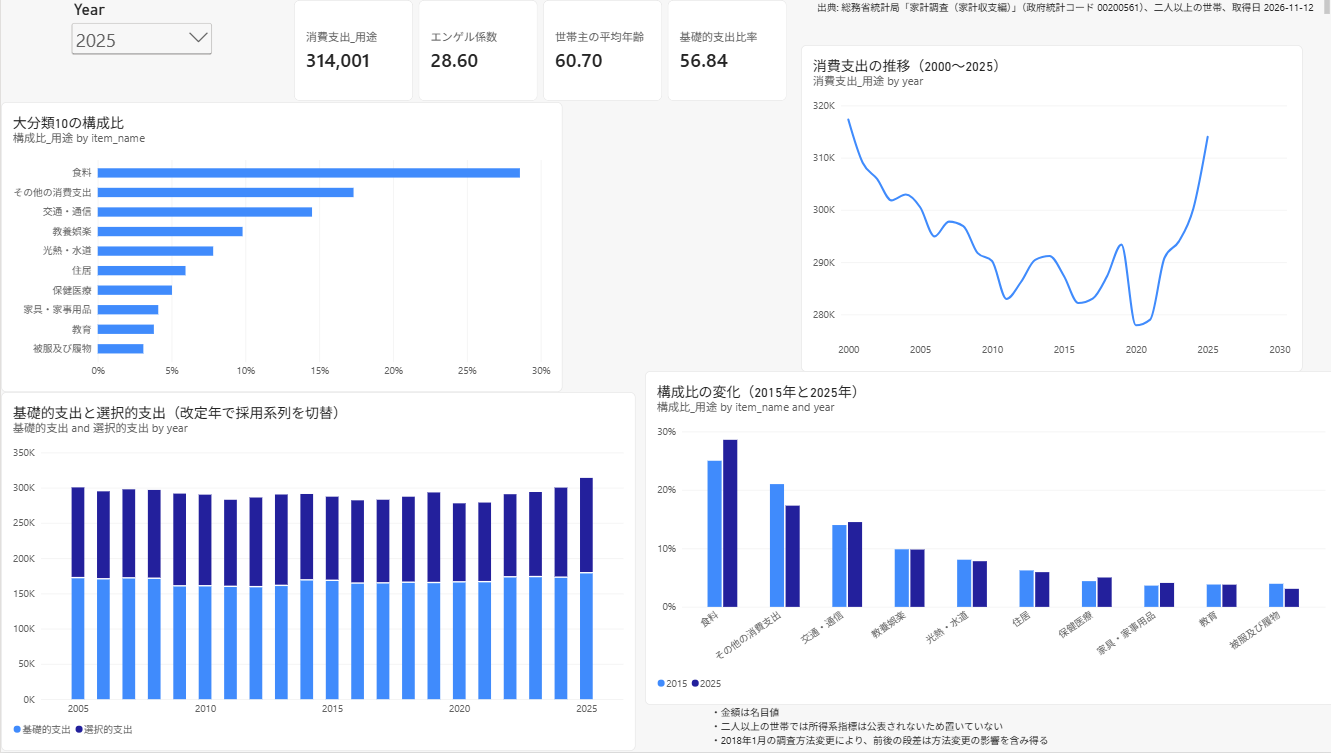 Year
2025
消費支出_用途
314,001
エンゲル係数
28.60
世帯主の平均年齢
60.70
基礎的支出比率
56.84
出典: 総務省統計局「家計調査（家計収支編）」（政府統計コード 00200561）、二人以上の世帯、取得日 2026-11-12
大分類10の構成比
構成比_用途 by item_name
食料
その他の消費支出
交通・通信
教養娯楽
光熱・水道
住居
保健医療
家具・家事用品
教育
被服及び履物
0% 5% 10% 15% 20% 25% 30%
消費支出の推移（2000～2025）
消費支出_用途 by year
320K
310K
300K
290K
280K
2000 2005 2010 2015 2020 2025 2030
基礎的支出と選択的支出（改定年で採用系列を切替）
基礎的支出 and 選択的支出 by year
350K
300K
250K
200K
150K
100K
50K
0K
2005 2010 2015 2020 2025
基礎的支出 選択的支出
構成比の変化（2015年と2025年）
構成比_用途 by item_name and year
30%
20%
10%
0%
食料 その他の消費支出 交通・通信 教養娯楽 光熱・水道 住居 保健医療 家具・家事用品 教育 被服及び履物
2015 2025
・金額は名目値
・二人以上の世帯では所得系指標は公表されないため置いていない
・2018年1月の調査方法変更により、前後の段差は方法変更の影響を含み得る